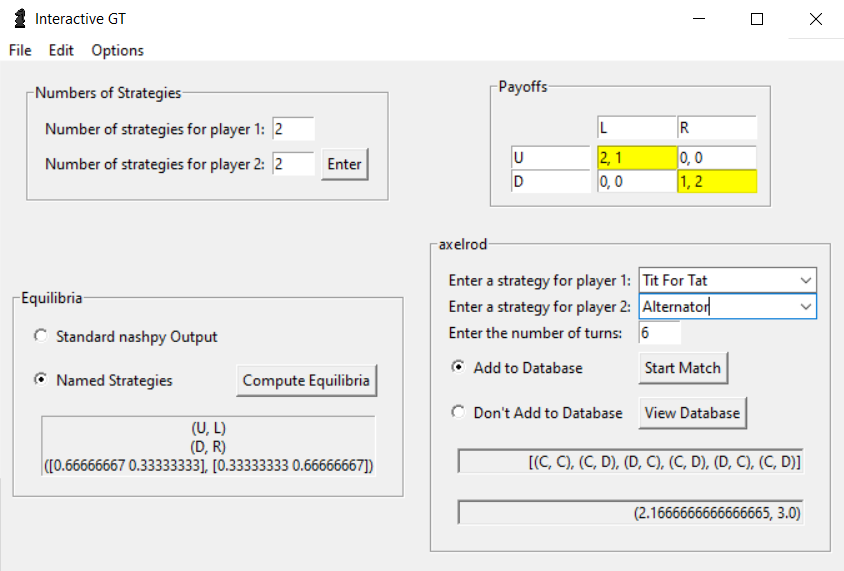 Interactive GT
File Edit Options
Numbers of Strategies
Number of strategies for player 1: 2
Number of strategies for player 2: 2 Enter
Payoffs
L R
U 2, 1 0, 0
D 0, 0 1, 2
Equilibria
Standard nashpy Output
Named Strategies Compute Equilibria
(U, L)
(D, R)
([0.66666667 0.33333333], [0.33333333 0.66666667])
axelrod
Enter a strategy for player 1: Tit For Tat
Enter a strategy for player 2: Alternator
Enter the number of turns: 6
Add to Database Start Match
Don't Add to Database View Database
[(C, C), (C, D), (D, C), (C, D), (D, C), (C, D)]
(2.1666666666666665, 3.0)